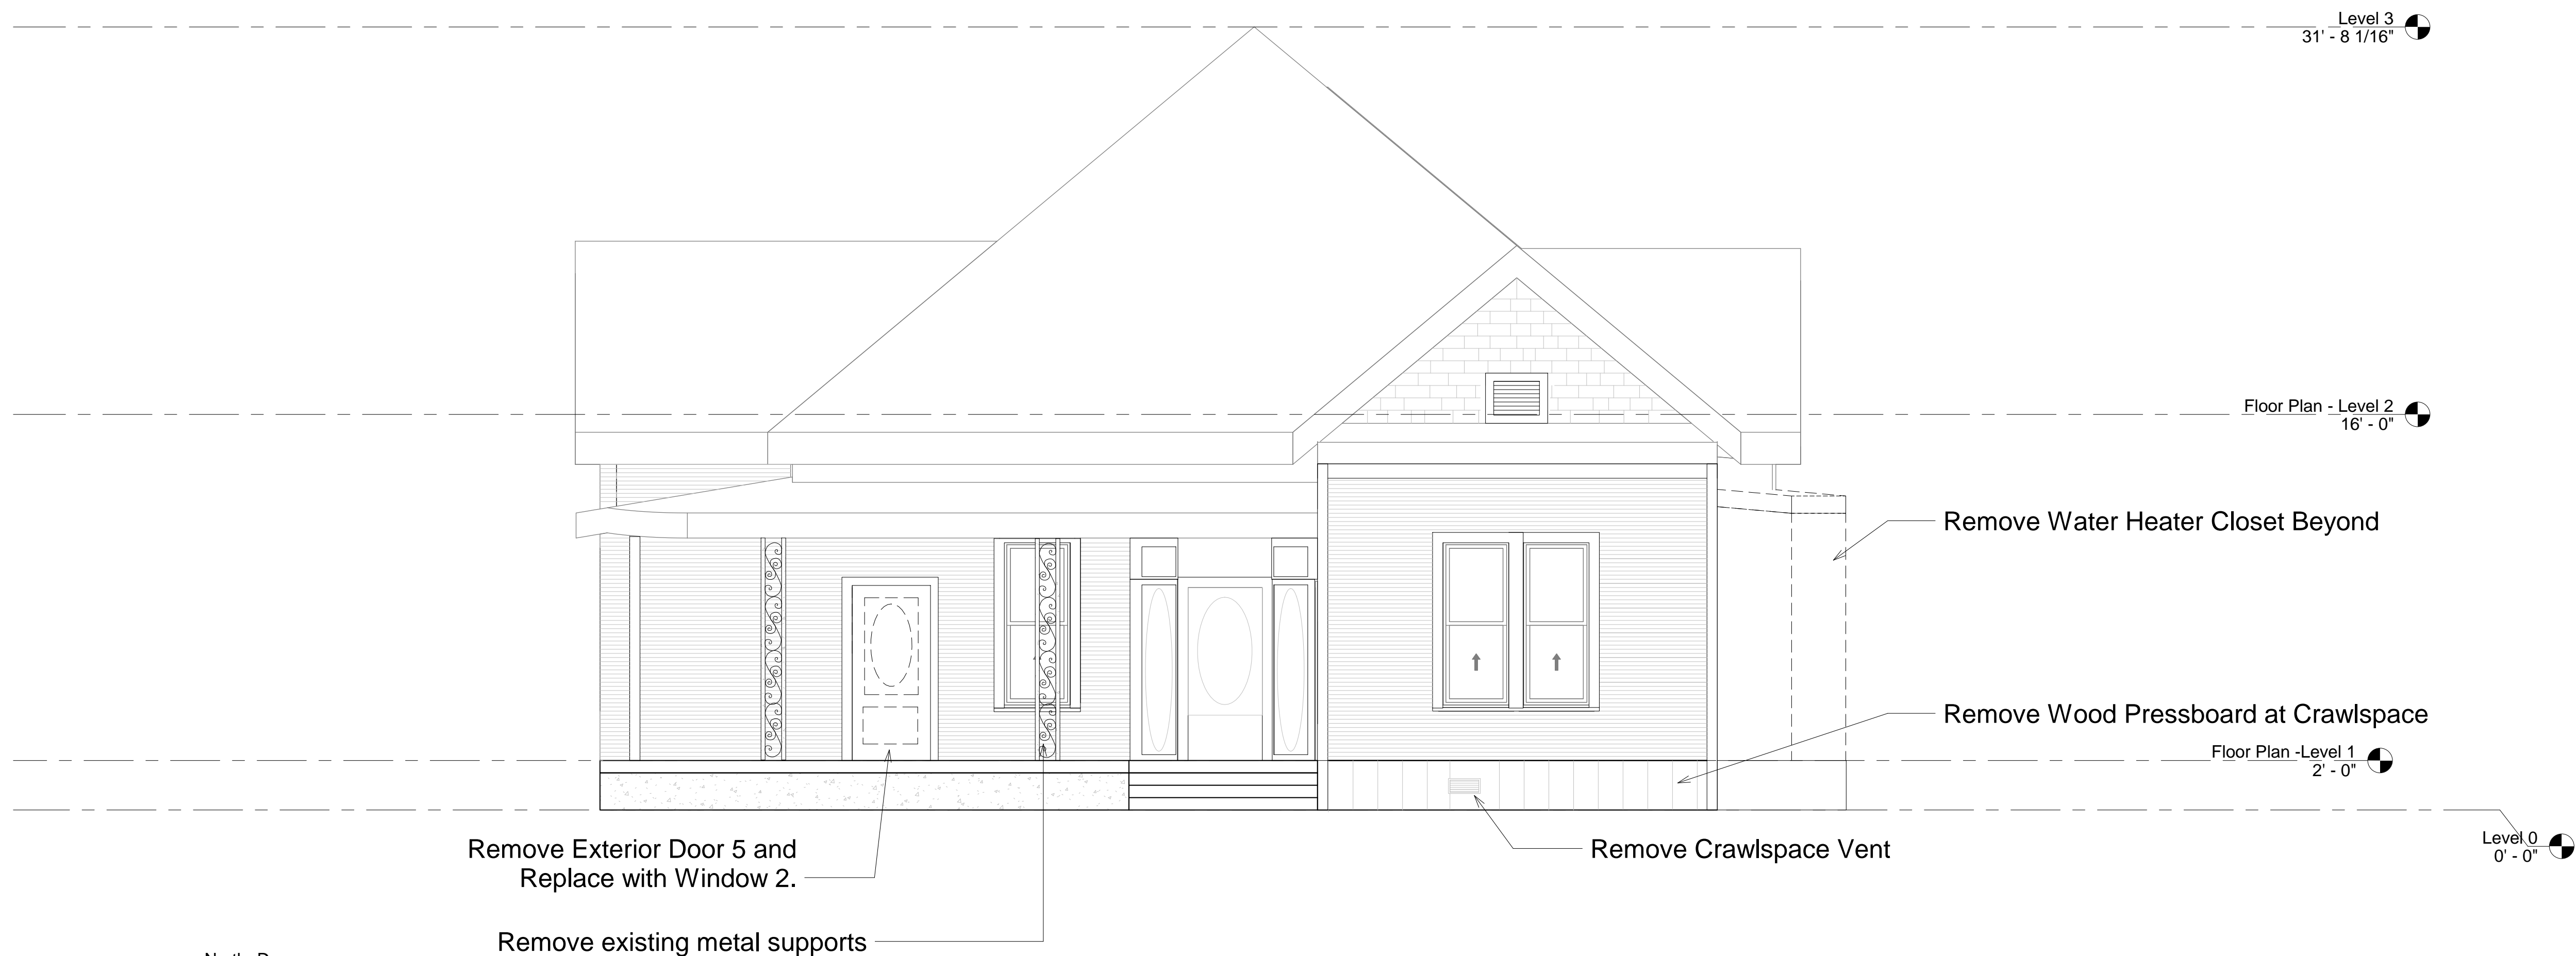 Level 3
31' - 8 1/16"
Floor Plan - Level 2
16' - 0"
Remove Water Heater Closet Beyond
Remove Wood Pressboard at Crawlspace
Floor Plan -Level 1
2' - 0"
Remove Exterior Door 5 and
Replace with Window 2.
Remove Crawlspace Vent
Level 0
0' - 0"
Remove existing metal supports